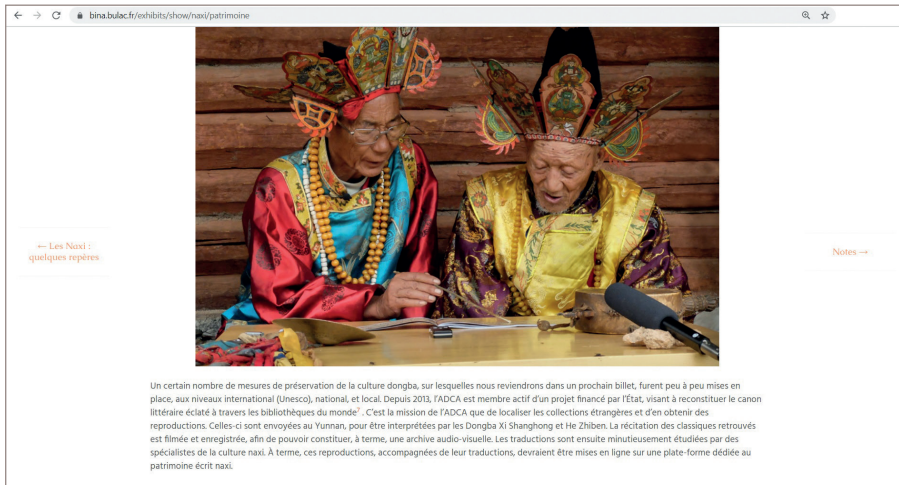 bina.bulac.fr/exhibits/show/naxi/patrimoine
← Les Naxi :
quelques repères
Notes →
Un certain nombre de mesures de préservation de la culture dongba, sur lesquelles nous reviendrons dans un prochain billet, furent peu à peu mises en
place, aux niveaux international (Unesco), national, et local. Depuis 2013, l'ADCA est membre actif d'un projet financé par l'État, visant à reconstituer le canon
littéraire éclaté à travers les bibliothèques du monde⁷ . C'est la mission de l'ADCA que de localiser les collections étrangères et d'en obtenir des
reproductions. Celles-ci sont envoyées au Yunnan, pour être interprétées par les Dongba Xi Shanghong et He Zhiben. La récitation des classiques retrouvés
est filmée et enregistrée, afin de pouvoir constituer, à terme, une archive audio-visuelle. Les traductions sont ensuite minutieusement étudiées par des
spécialistes de la culture naxi. À terme, ces reproductions, accompagnées de leur traductions, devraient être mises en ligne sur une plate-forme dédiée au
patrimoine écrit naxi.